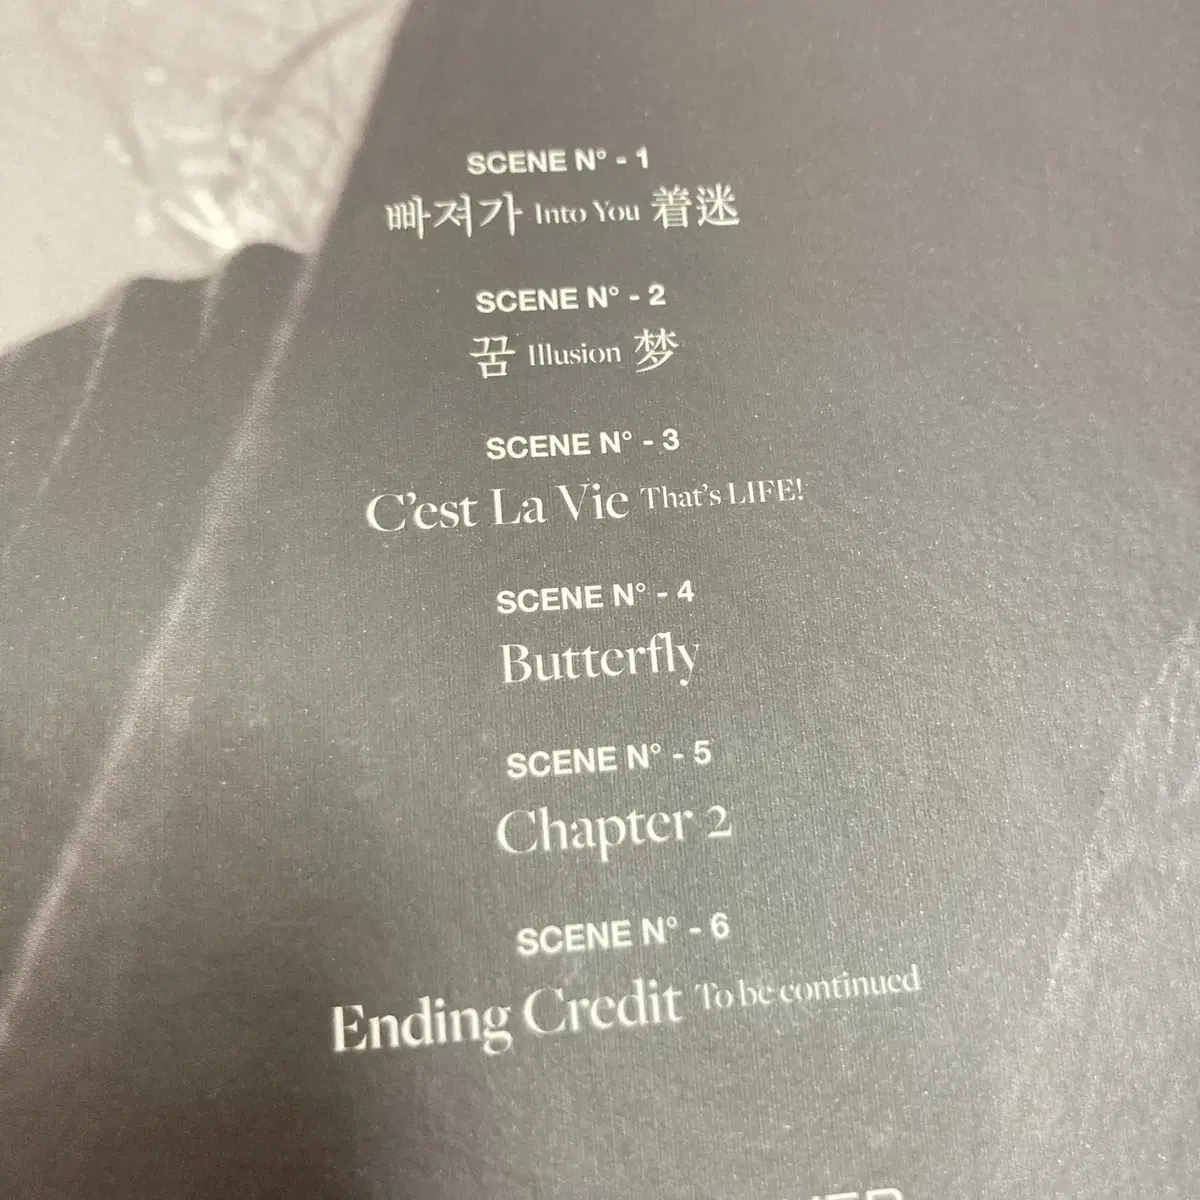 SCENE N° - 1
빠져가 Into You 着迷
SCENE N° - 2
꿈 Illusion 梦
SCENE N° - 3
C’est La Vie That’s LIFE!
SCENE N° - 4
Butterfly
SCENE N° - 5
Chapter 2
SCENE N° - 6
Ending Credit To be continued